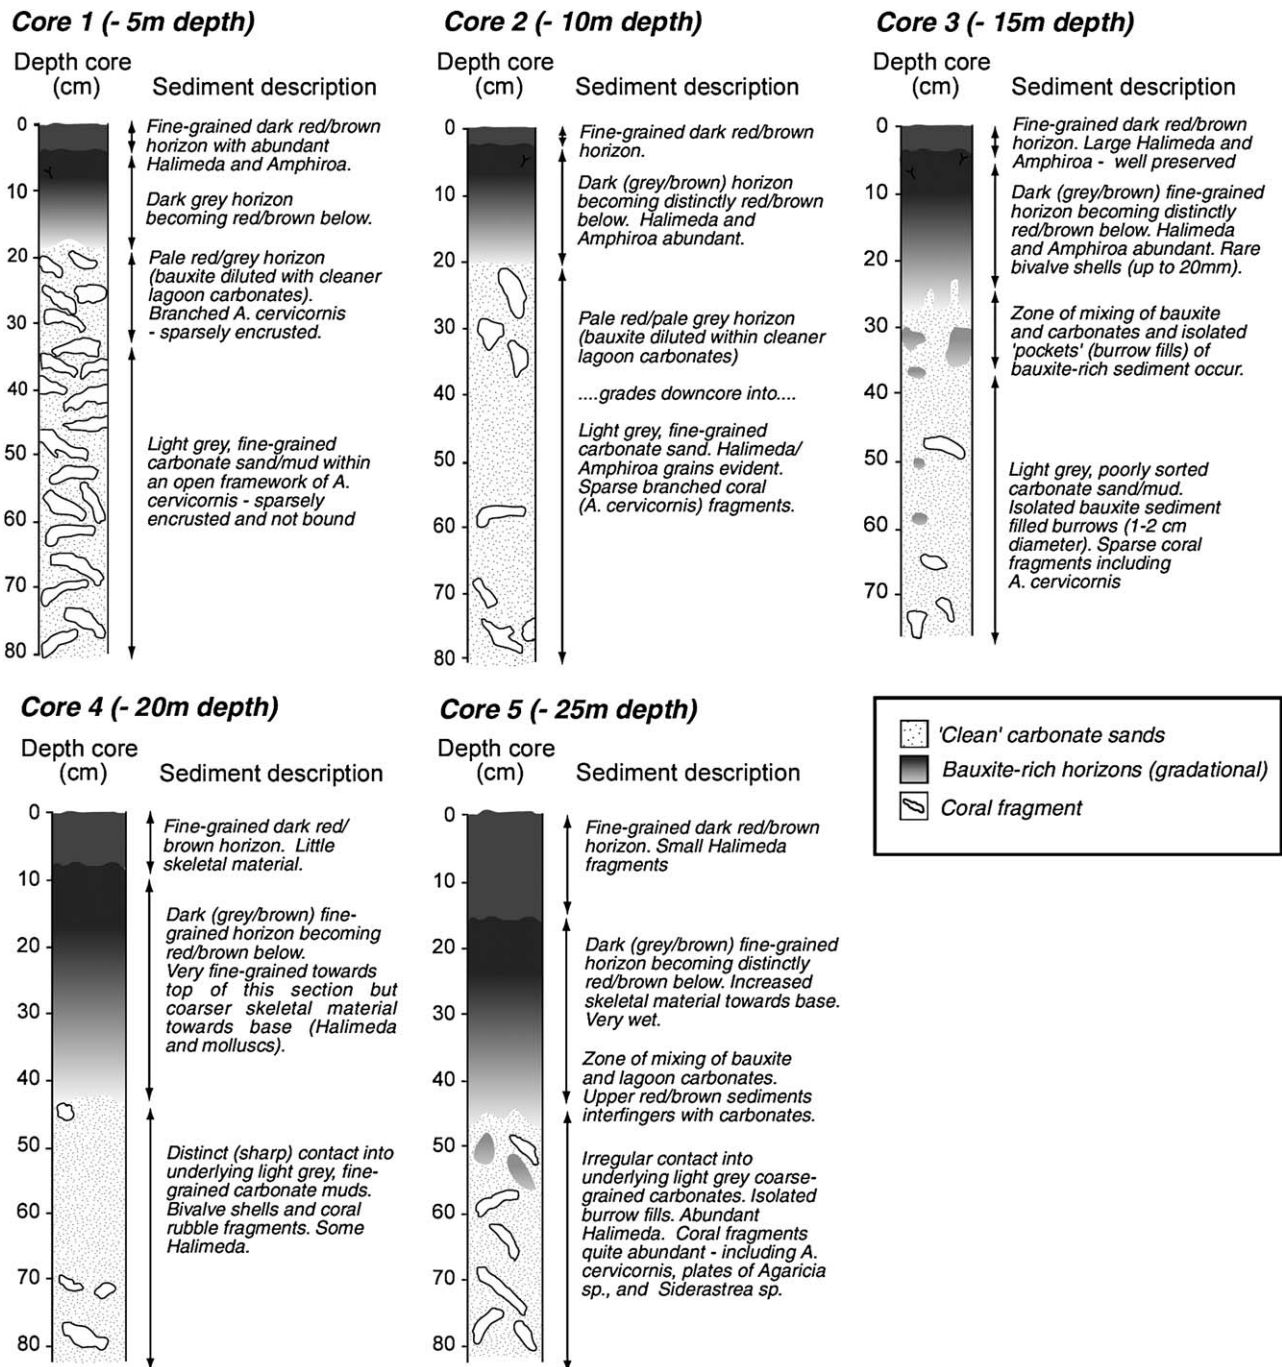 Core 1 (- 5m depth)
Depth core
(cm)
Sediment description
0
10
20
30
40
50
60
70
80
Fine-grained dark red/brown
horizon with abundant
Halimeda and Amphiroa.
Dark grey horizon
becoming red/brown below.
Pale red/grey horizon
(bauxite diluted with cleaner
lagoon carbonates).
Branched A. cervicornis
- sparsely encrusted.
Light grey, fine-grained
carbonate sand/mud within
an open framework of A.
cervicornis - sparsely
encrusted and not bound
Core 2 (- 10m depth)
Depth core
(cm)
Sediment description
0
10
20
30
40
50
60
70
80
Fine-grained dark red/brown
horizon.
Dark (grey/brown) horizon
becoming distinctly red/brown
below. Halimeda and
Amphiroa abundant.
Pale red/pale grey horizon
(bauxite diluted within cleaner
lagoon carbonates)
....grades downcore into....
Light grey, fine-grained
carbonate sand. Halimeda/
Amphiroa grains evident.
Sparse branched coral
(A. cervicornis) fragments.
Core 3 (- 15m depth)
Depth core
(cm)
Sediment description
0
10
20
30
40
50
60
70
Fine-grained dark red/brown
horizon. Large Halimeda and
Amphiroa - well preserved
Dark (grey/brown) fine-grained
horizon becoming distinctly
red/brown below. Halimeda
and Amphiroa abundant. Rare
bivalve shells (up to 20mm).
Zone of mixing of bauxite
and carbonates and isolated
'pockets' (burrow fills) of
bauxite-rich sediment occur.
Light grey, poorly sorted
carbonate sand/mud.
Isolated bauxite sediment
filled burrows (1-2 cm
diameter). Sparse coral
fragments including
A. cervicornis
Core 4 (- 20m depth)
Depth core
(cm)
Sediment description
0
10
20
30
40
50
60
70
80
Fine-grained dark red/
brown horizon. Little
skeletal material.
Dark (grey/brown) fine-
grained horizon becoming
red/brown below.
Very fine-grained towards
top of this section but
coarser skeletal material
towards base (Halimeda
and molluscs).
Distinct (sharp) contact into
underlying light grey, fine-
grained carbonate muds.
Bivalve shells and coral
rubble fragments. Some
Halimeda.
Core 5 (- 25m depth)
Depth core
(cm)
Sediment description
0
10
20
30
40
50
60
70
80
Fine-grained dark red/brown
horizon. Small Halimeda
fragments
Dark (grey/brown) fine-grained
horizon becoming distinctly
red/brown below. Increased
skeletal material towards base.
Very wet.
Zone of mixing of bauxite
and lagoon carbonates.
Upper red/brown sediments
interfingers with carbonates.
Irregular contact into
underlying light grey coarse-
grained carbonates. Isolated
burrow fills. Abundant
Halimeda. Coral fragments
quite abundant - including A.
cervicornis, plates of Agaricia
sp., and Siderastrea sp.
'Clean' carbonate sands
Bauxite-rich horizons (gradational)
Coral fragment